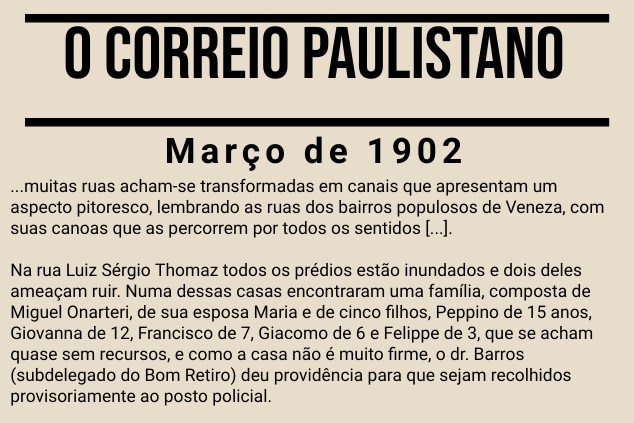 O CORREIO PAULISTANO
Março de 1902
...muitas ruas acham-se transformadas em canais que apresentam um
aspecto pitoresco, lembrando as ruas dos bairros populosos de Veneza, com
suas canoas que as percorrem por todos os sentidos [...].
Na rua Luiz Sérgio Thomaz todos os prédios estão inundados e dois deles
ameaçam ruir. Numa dessas casas encontraram uma família, composta de
Miguel Onarteri, de sua esposa Maria e de cinco filhos, Peppino de 15 anos,
Giovanna de 12, Francisco de 7, Giacomo de 6 e Felippe de 3, que se acham
quase sem recursos, e como a casa não é muito firme, o dr. Barros
(subdelegado do Bom Retiro) deu providência para que sejam recolhidos
provisoriamente ao posto policial.